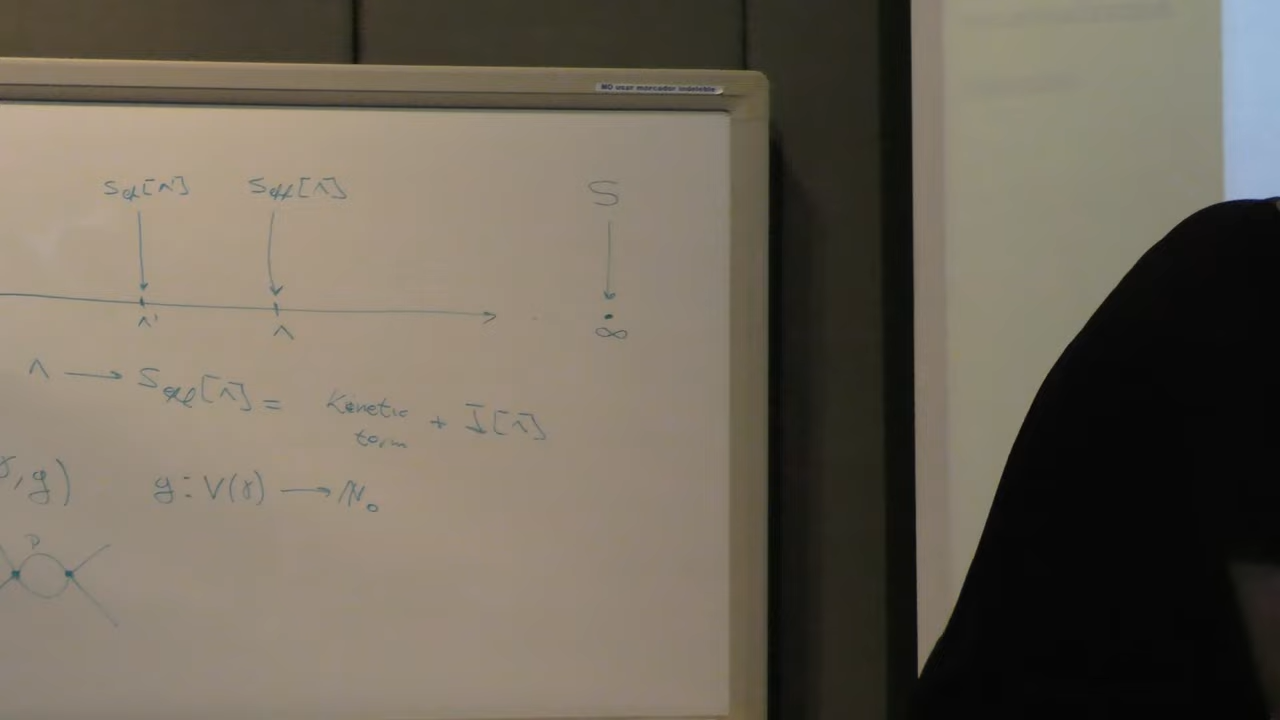 NO usar marcador indeleble
S_eff[Λ'] S_eff[Λ] S
Λ' Λ ∞
Λ → S_eff[Λ] = Kinetic term + I[Λ]
γ, g) g: V(γ) → ℕ₀
P